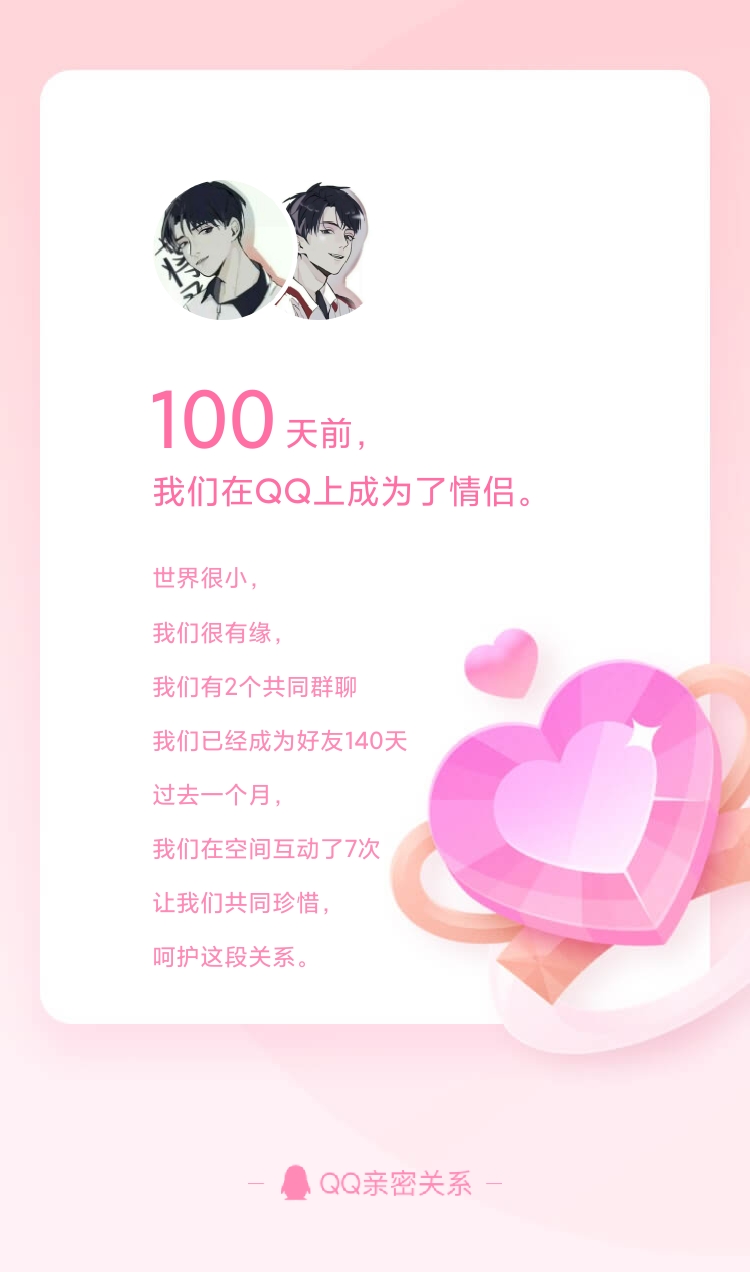 100 天前，
我们在QQ上成为了情侣。
世界很小，
我们很有缘，
我们有2个共同群聊
我们已经成为好友140天
过去一个月，
我们在空间互动了7次
让我们共同珍惜，
呵护这段关系。
QQ亲密关系